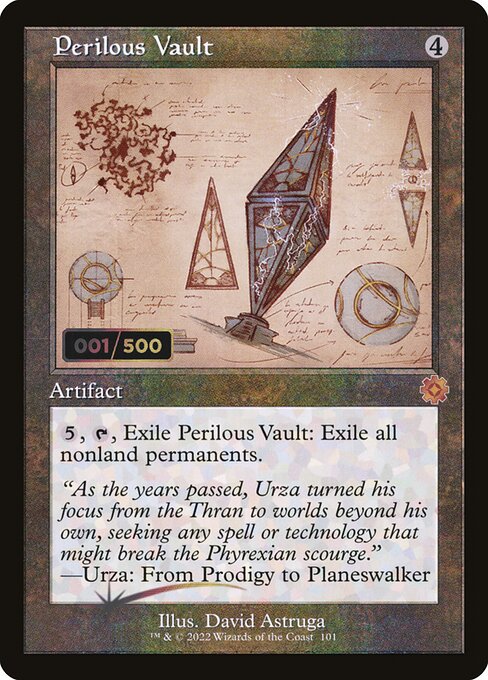 Perilous Vault 4
001/500
Artifact
5, T, Exile Perilous Vault: Exile all
nonland permanents.
“As the years passed, Urza turned his
focus from the Thran to worlds beyond his
own, seeking any spell or technology that
might break the Phyrexian scourge.”
—Urza: From Prodigy to Planeswalker
Illus. David Astruga
™ & © 2022 Wizards of the Coast 101